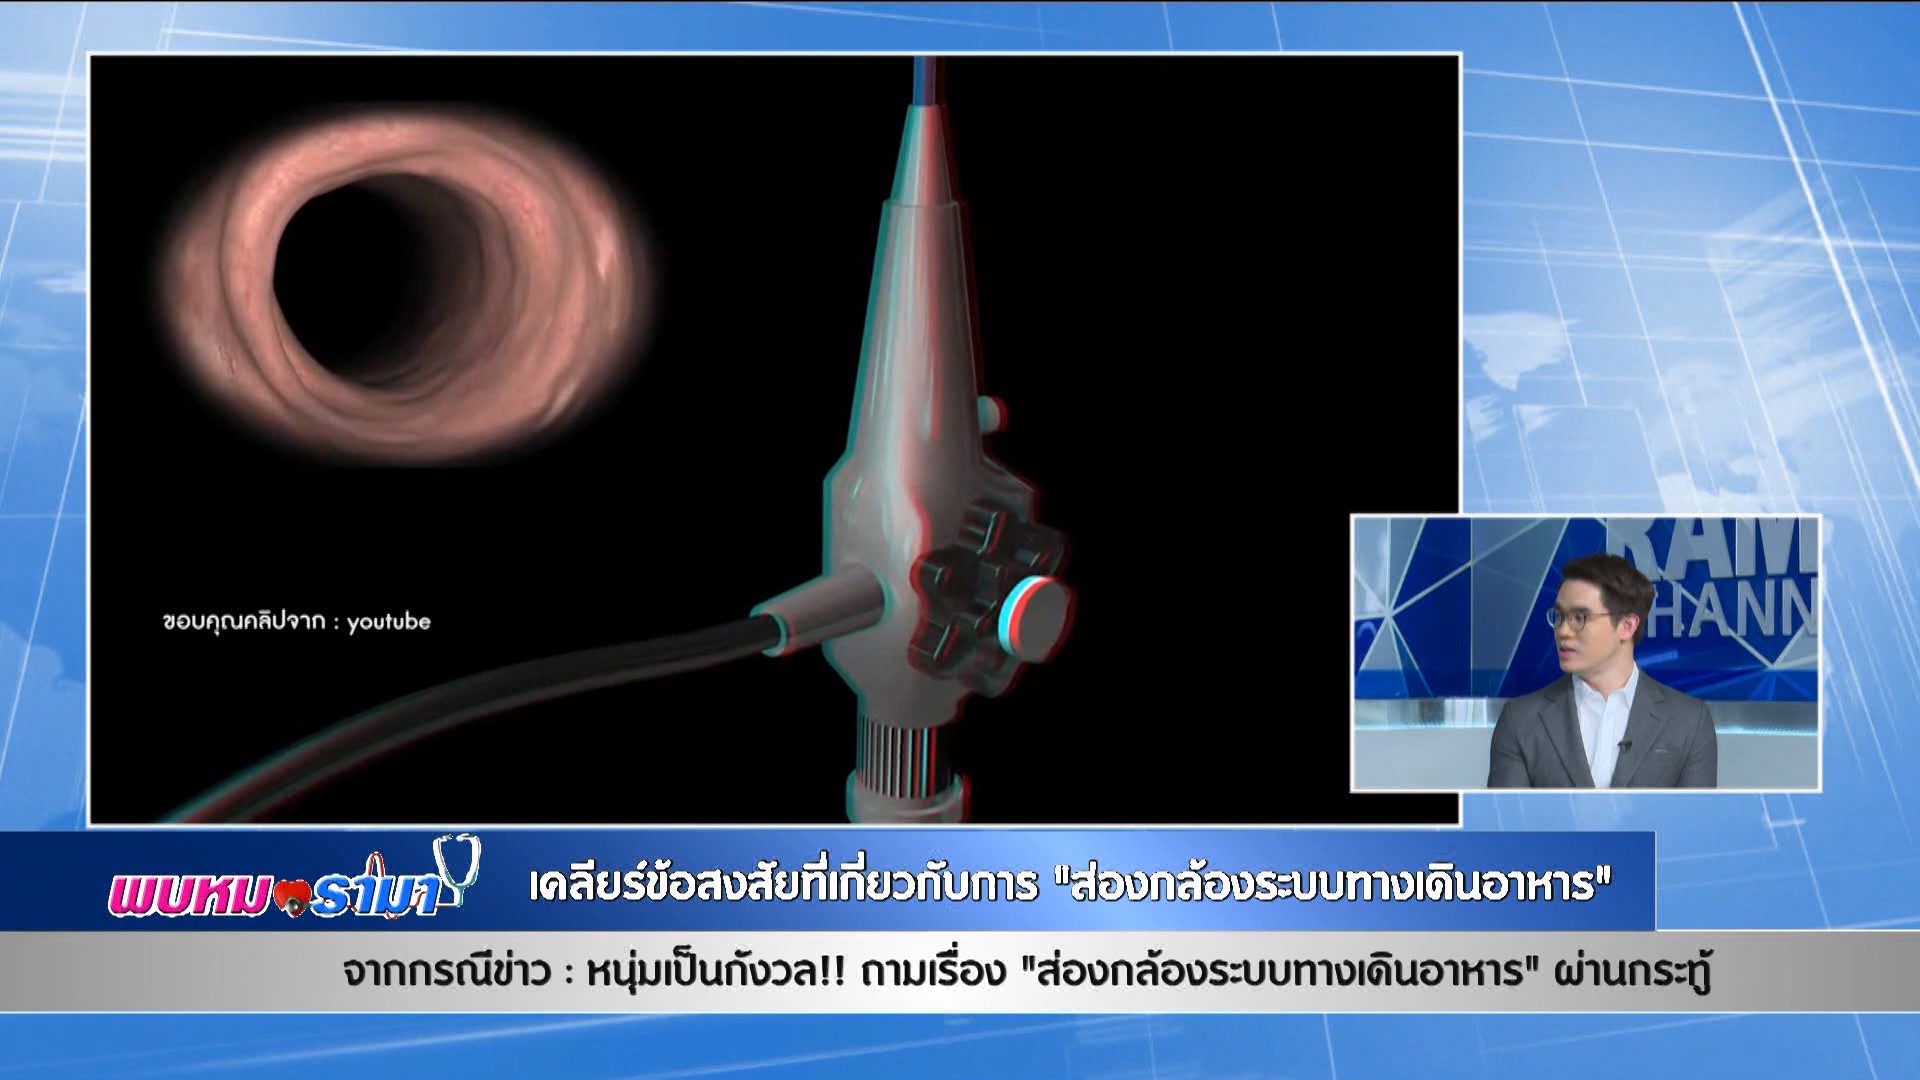 RAM
HANN
ขอบคุณคลิปจาก : youtube
พบหมอรามา
เคลียร์ข้อสงสัยที่เกี่ยวกับการ "ส่องกล้องระบบทางเดินอาหาร"
จากกรณีข่าว : หนุ่มเป็นกังวล!! ถามเรื่อง "ส่องกล้องระบบทางเดินอาหาร" ผ่านกระทู้